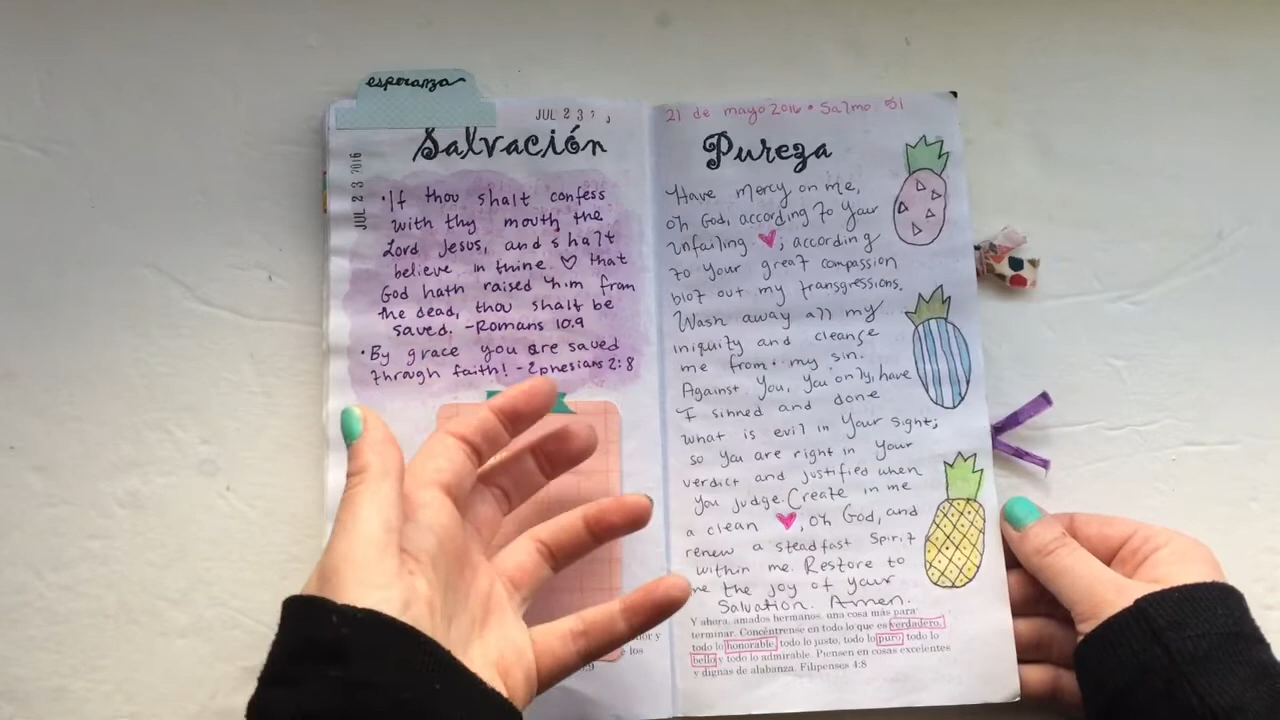 esperanza
JUL 2 3
JUL 2 3 2016
Salvación
•If thou shalt confess
with thy mouth the
Lord Jesus, and shalt
believe in thine ♡ that
God hath raised him from
the dead, thou shalt be
saved. -Romans 10.9
•By grace you are saved
through faith! -Ephesians 2:8
21 de mayo 2016 • Salmo 51
Pureza
Have mercy on me,
oh God, according to Your
unfailing ♥; according
to your great compassion
blot out my transgressions.
Wash away all my
iniquity and cleanse
me from my sin.
Against You, You only, have
I sinned and done
what is evil in Your sight;
so you are right in your
verdict and justified when
You judge. Create in me
a clean ♥, oh God, and
renew a steadfast Spirit
within me. Restore to
me the joy of Your
Salvation. Amen.
Y ahora, amados hermanos, una cosa más para
terminar. Concéntrense en todo lo que es verdadero,
todo lo honorable, todo lo justo, todo lo puro, todo lo
bello y todo lo admirable. Piensen en cosas excelentes
y dignas de alabanza. Filipenses 4:8